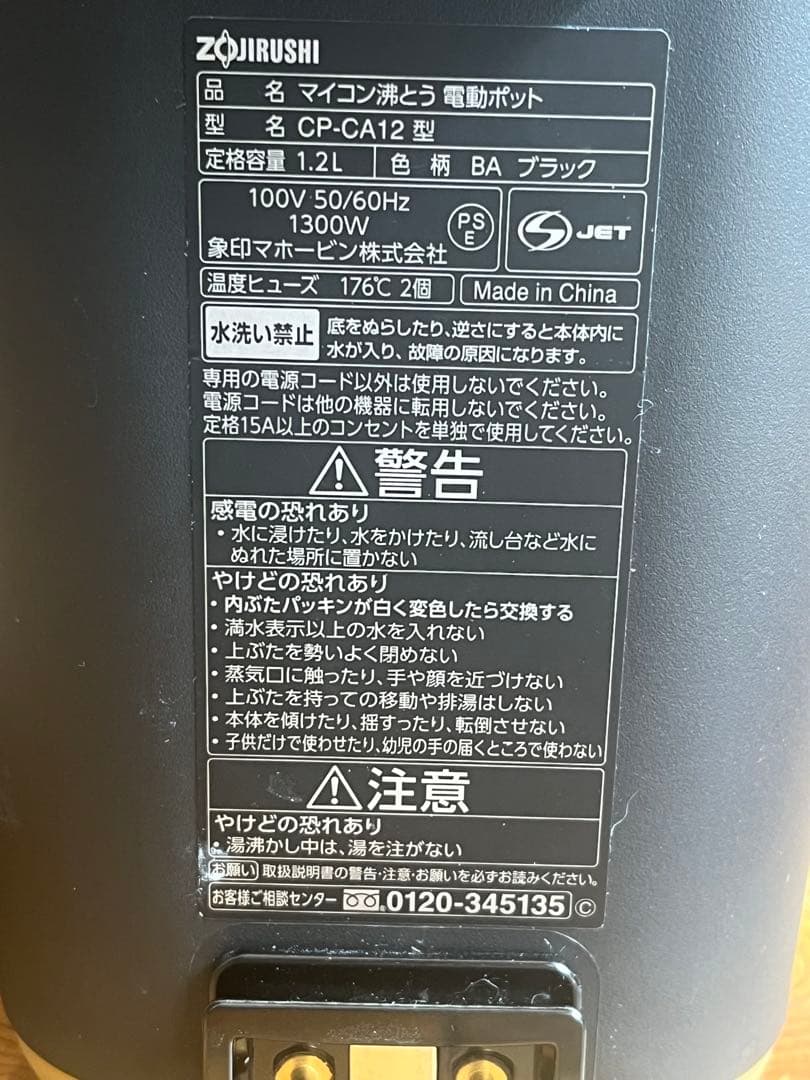 ZOJIRUSHI
品 名 マイコン沸とう 電動ポット
型 名 CP-CA12 型
定格容量 1.2L 色 柄 BA ブラック
100V 50/60Hz
1300W
象印マホービン株式会社
PS
E
S JET
温度ヒューズ 176℃ 2個 Made in China
水洗い禁止
底をぬらしたり、逆さにすると本体内に
水が入り、故障の原因になります。
専用の電源コード以外は使用しないでください。
電源コードは他の機器に転用しないでください。
定格15A以上のコンセントを単独で使用してください。
警告
感電の恐れあり
・水に浸けたり、水をかけたり、流し台など水に
ぬれた場所に置かない
やけどの恐れあり
・内ぶたパッキンが白く変色したら交換する
・満水表示以上の水を入れない
・上ぶたを勢いよく閉めない
・蒸気口に触ったり、手や顔を近づけない
・上ぶたを持っての移動や排湯はしない
・本体を傾けたり、揺すったり、転倒させない
・子供だけで使わせたり、幼児の手の届くところで使わない
注意
やけどの恐れあり
・湯沸かし中は、湯を注がない
お願い 取扱説明書の警告・注意・お願いを必ずお読みください。
お客様ご相談センター 0120-345135 ©